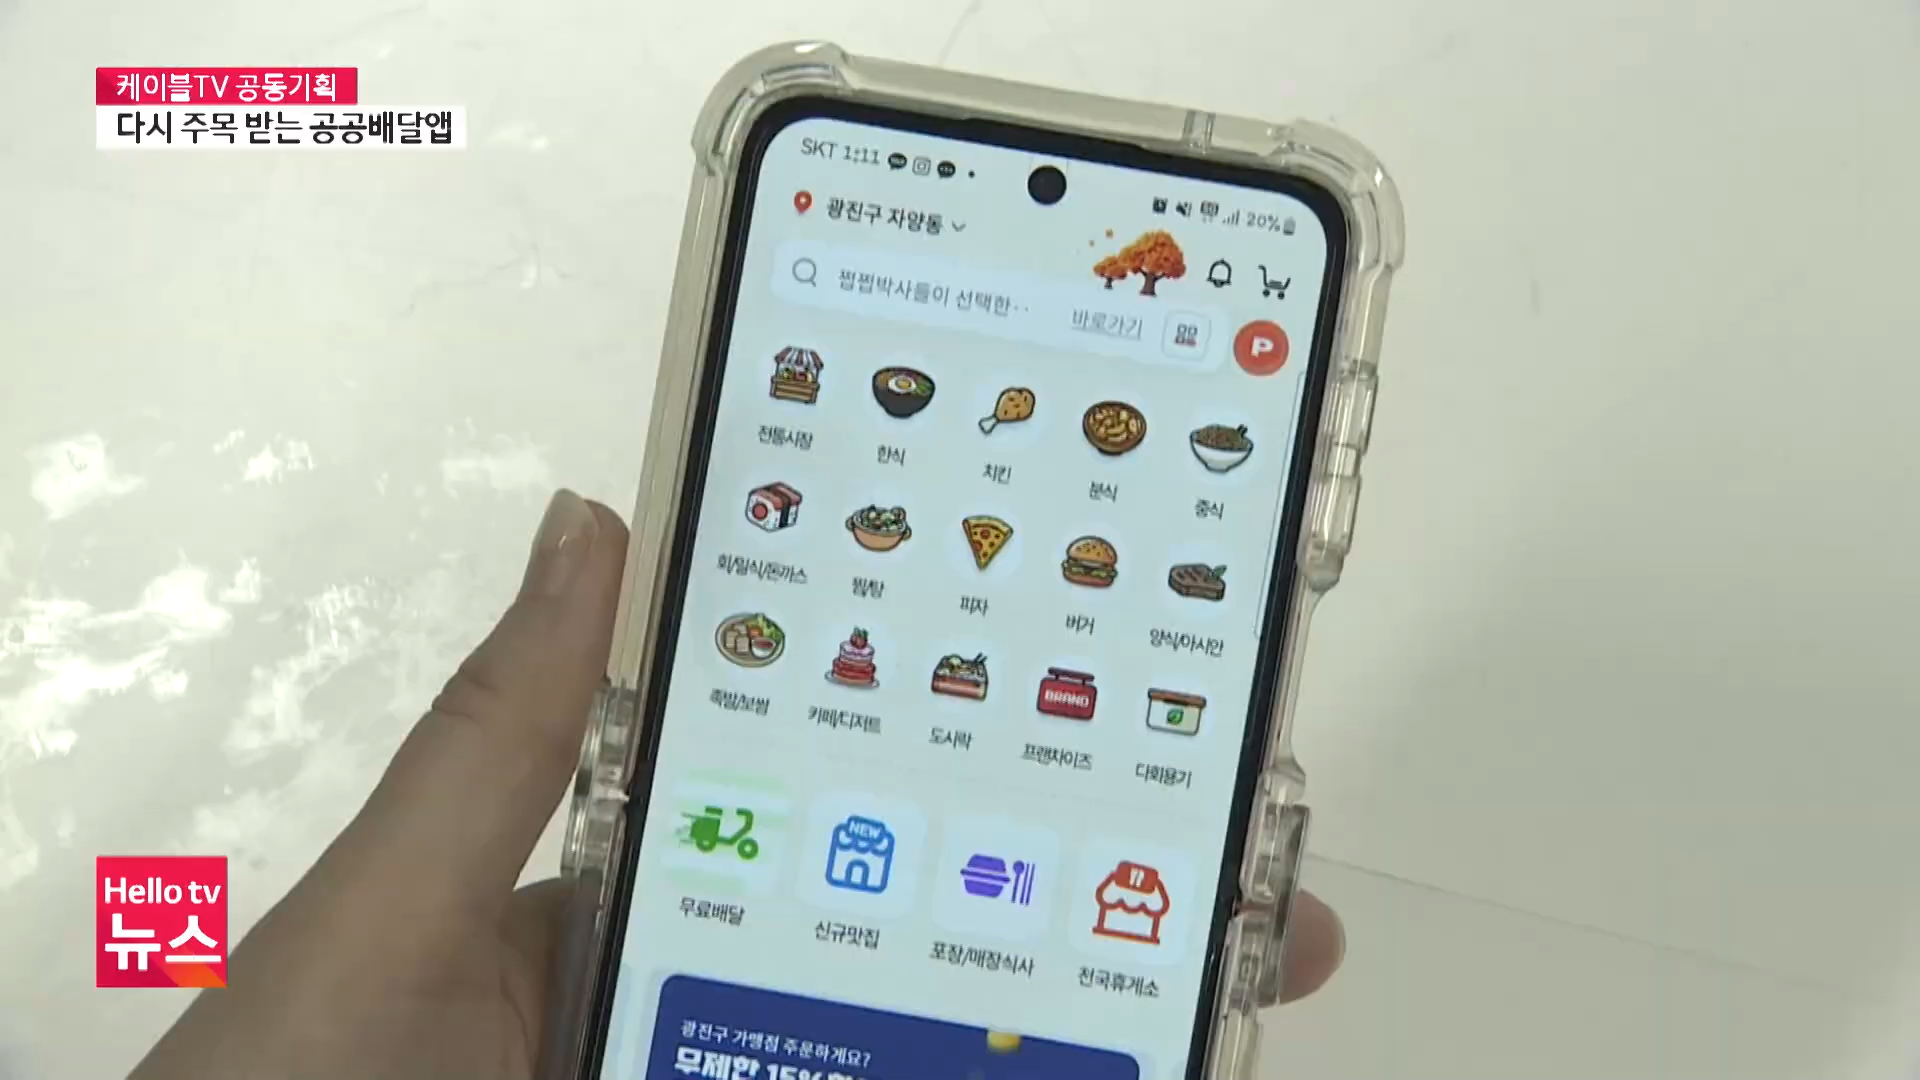 케이블TV 공동기획
다시 주목 받는 공공배달앱
SKT 1:11
20%
광진구 자양동
쩝쩝박사들이 선택한··
바로가기
P
전통시장
한식
치킨
분식
중식
회/일식/돈까스
찜/탕
피자
버거
양식/아시안
족발/보쌈
카페/디저트
도시락
BRAND
프랜차이즈
다회용기
무료배달
NEW
신규맛집
포장/매장식사
전국휴게소
광진구 가맹점 주문하게요?
무제한 15%
Hello tv
뉴스